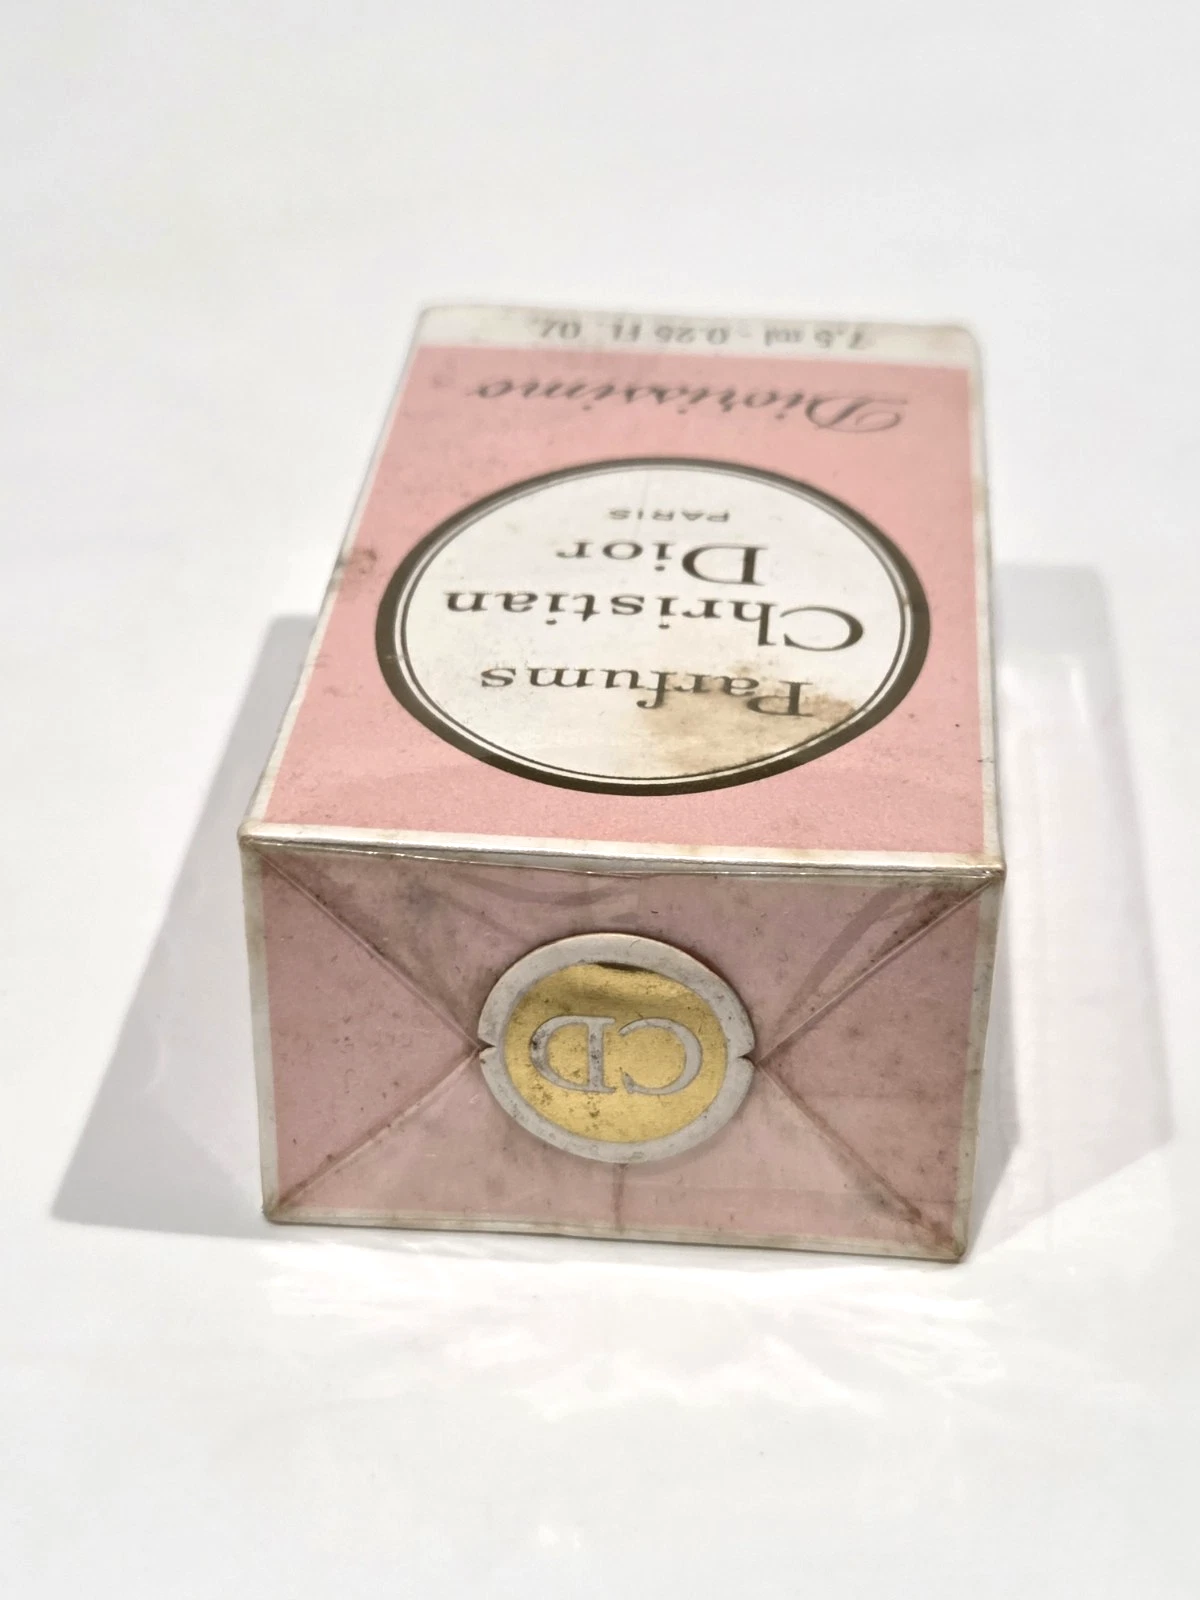 Parfums
Christian
Dior
PARIS
Diorissimo
7,5 ml - 0.25 FL. OZ.
CD